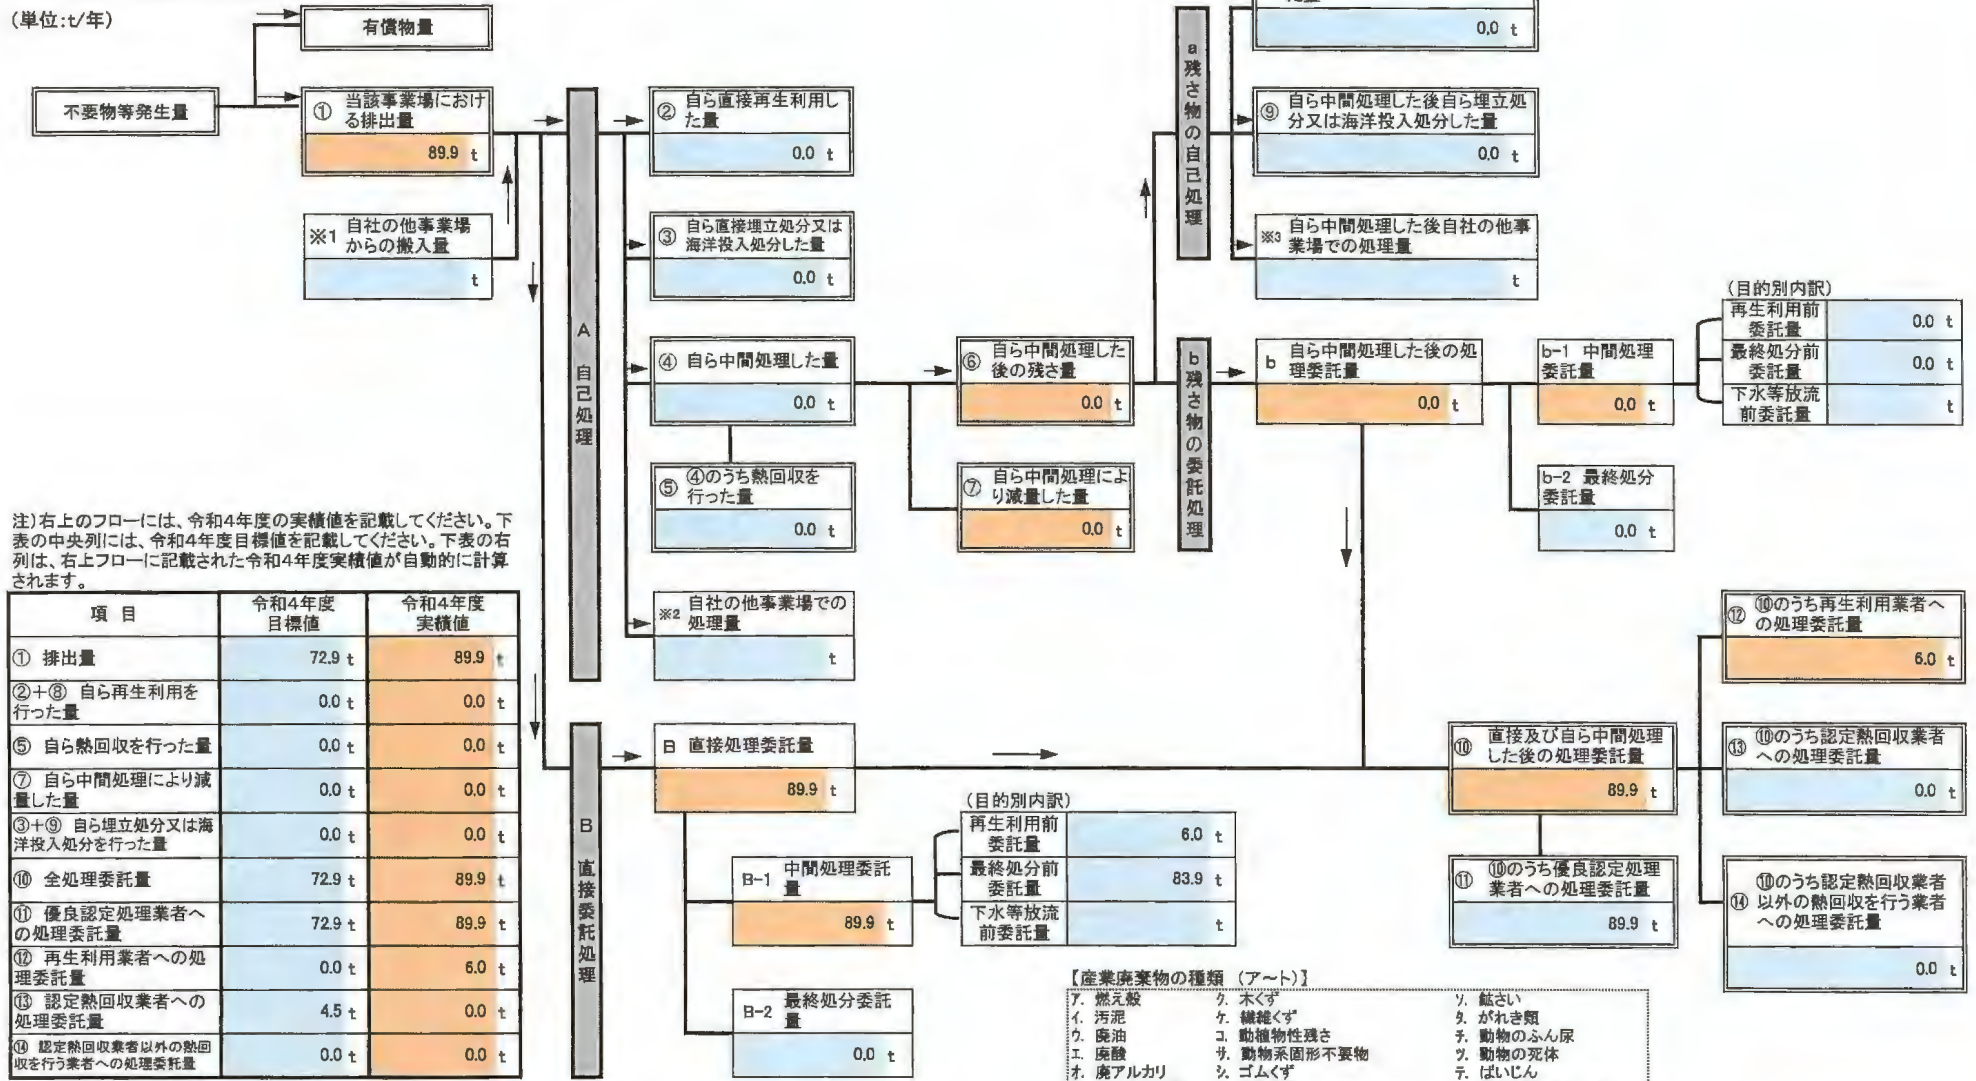 (単位:t/年)
有償物量
不要物等発生量
① 当該事業場におけ
る排出量
89.9 t
※1 自社の他事業場
からの搬入量
t
A 自己処理
② 自ら直接再生利用し
た量
0.0 t
③ 自ら直接埋立処分又は
海洋投入処分した量
0.0 t
④ 自ら中間処理した量
0.0 t
⑤ ④のうち熱回収を
行った量
0.0 t
※2 自社の他事業場での
処理量
t
⑥ 自ら中間処理した
後の残さ量
0.0 t
⑦ 自ら中間処理によ
り減量した量
0.0 t
a 残さ物の自己処理
0.0 t
⑨ 自ら中間処理した後自ら埋立処
分又は海洋投入処分した量
0.0 t
※3 自ら中間処理した後自社の他事
業場での処理量
t
b 残さ物の委託処理
b 自ら中間処理した後の処
理委託量
0.0 t
b-1 中間処理
委託量
0.0 t
(目的別内訳)
再生利用前
委託量 0.0 t
最終処分前
委託量 0.0 t
下水等放流
前委託量 t
b-2 最終処分
委託量
0.0 t
注)右上のフローには、令和4年度の実績値を記載してください。下
表の中央列には、令和4年度目標値を記載してください。下表の右
列は、右上フローに記載された令和4年度実績値が自動的に計算
されます。
項 目 令和4年度
目標値 令和4年度
実績値
① 排出量 72.9 t 89.9 t
②+⑧ 自ら再生利用を
行った量 0.0 t 0.0 t
⑤ 自ら熱回収を行った量 0.0 t 0.0 t
⑦ 自ら中間処理により減
量した量 0.0 t 0.0 t
③+⑨ 自ら埋立処分又は海
洋投入処分を行った量 0.0 t 0.0 t
⑩ 全処理委託量 72.9 t 89.9 t
⑪ 優良認定処理業者へ
の処理委託量 72.9 t 89.9 t
⑫ 再生利用業者への処
理委託量 0.0 t 6.0 t
⑬ 認定熱回収業者への
処理委託量 4.5 t 0.0 t
⑭ 認定熱回収業者以外の熱回
収を行う業者への処理委託量 0.0 t 0.0 t
B 直接委託処理
B 直接処理委託量
89.9 t
B-1 中間処理委託
量
89.9 t
(目的別内訳)
再生利用前
委託量 6.0 t
最終処分前
委託量 83.9 t
下水等放流
前委託量 t
B-2 最終処分委託
量
0.0 t
⑩ 直接及び自ら中間処理
した後の処理委託量
89.9 t
⑪ ⑩のうち優良認定処理
業者への処理委託量
89.9 t
⑫ ⑩のうち再生利用業者へ
の処理委託量
6.0 t
⑬ ⑩のうち認定熱回収業者
への処理委託量
0.0 t
⑭ ⑩のうち認定熱回収業者
以外の熱回収を行う業者
への処理委託量
0.0 t
【産業廃棄物の種類 (ア~ト)】
ア. 燃え殻 ク. 木くず ソ. 鉱さい
イ. 汚泥 ケ. 繊維くず タ. がれき類
ウ. 廃油 コ. 動植物性残さ チ. 動物のふん尿
エ. 廃酸 サ. 動物系固形不要物 ツ. 動物の死体
オ. 廃アルカリ シ. ゴムくず テ. ばいじん